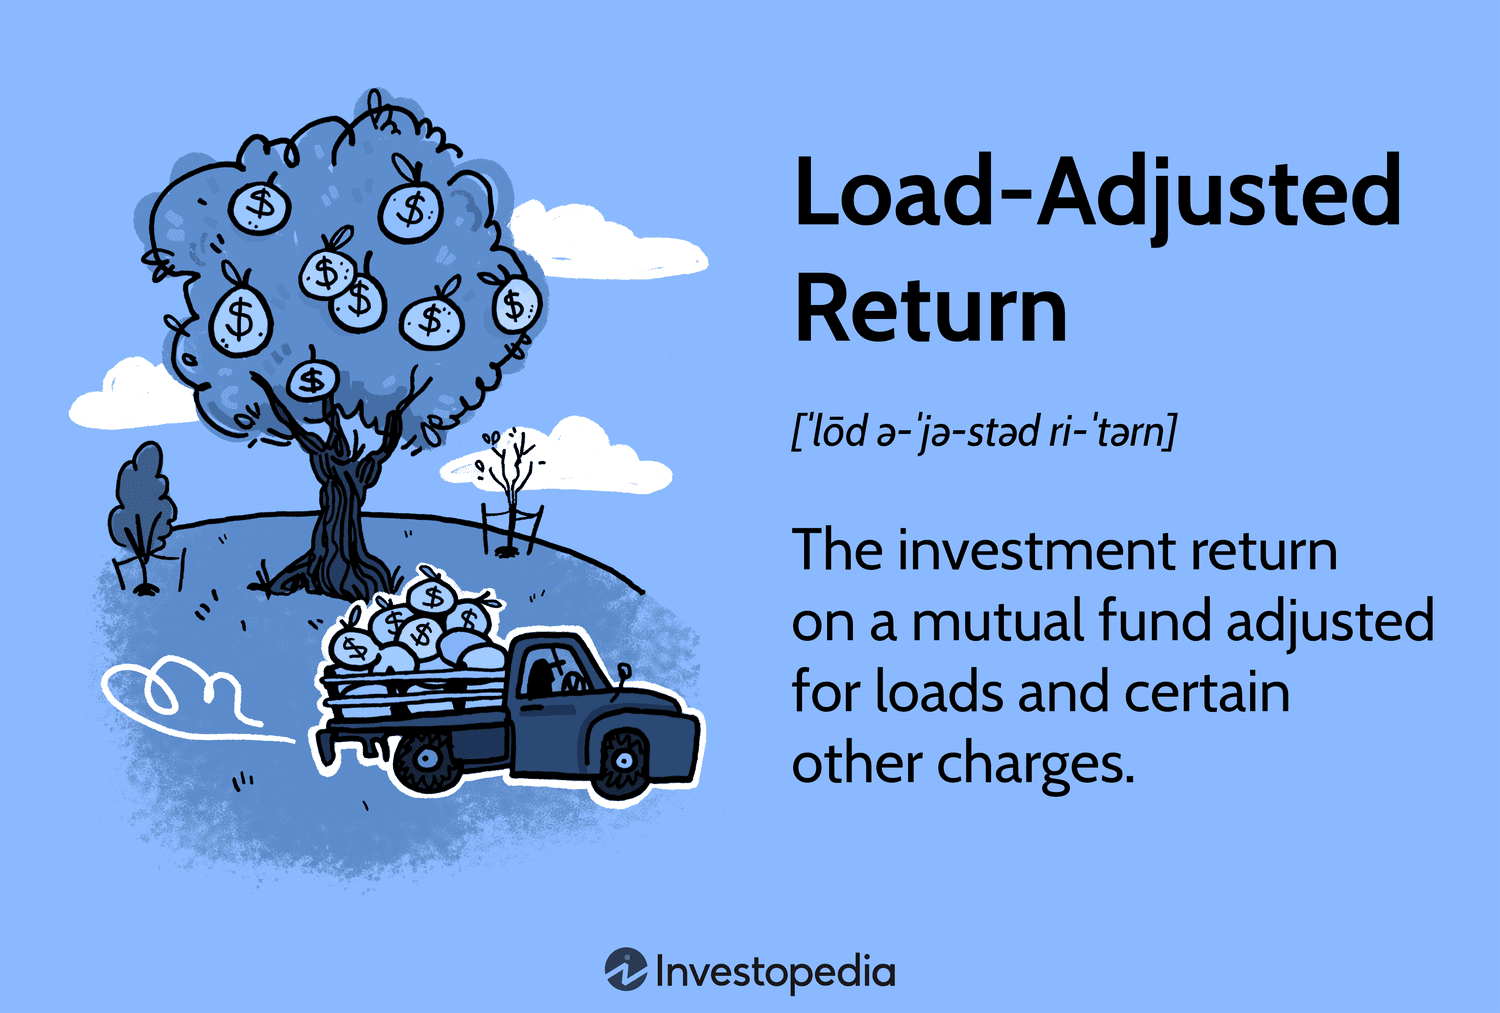 Load-Adjusted
Return
[ˈlōd ə-ˈjə-stəd ri-ˈtərn]
The investment return
on a mutual fund adjusted
for loads and certain
other charges.
$
$
$
$
$
$
$
$
$
$
$
$
$
Investopedia